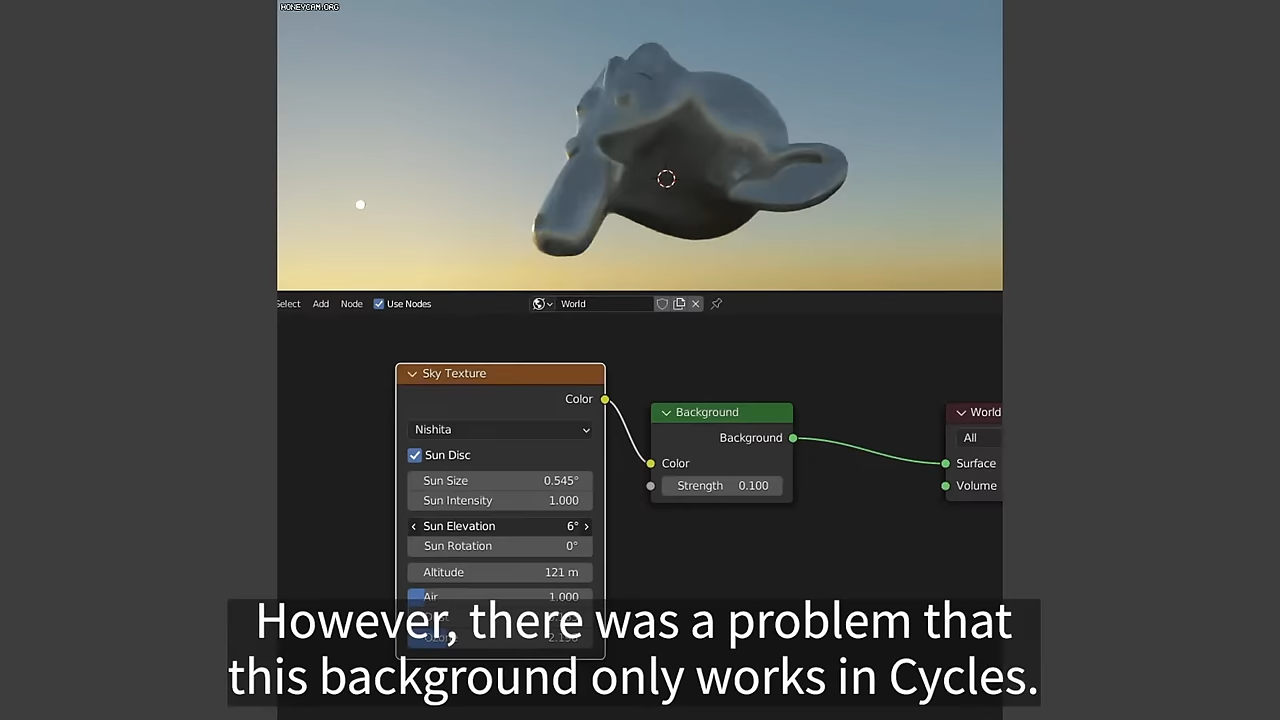 HONEYCAM.ORG
Select Add Node Use Nodes World
Sky Texture
Color
Nishita
Sun Disc
Sun Size 0.545°
Sun Intensity 1.000
Sun Elevation 6°
Sun Rotation 0°
Altitude 121 m
Air 1.000
Background
Background
Color
Strength 0.100
World
All
Surface
Volume
However, there was a problem that
this background only works in Cycles.